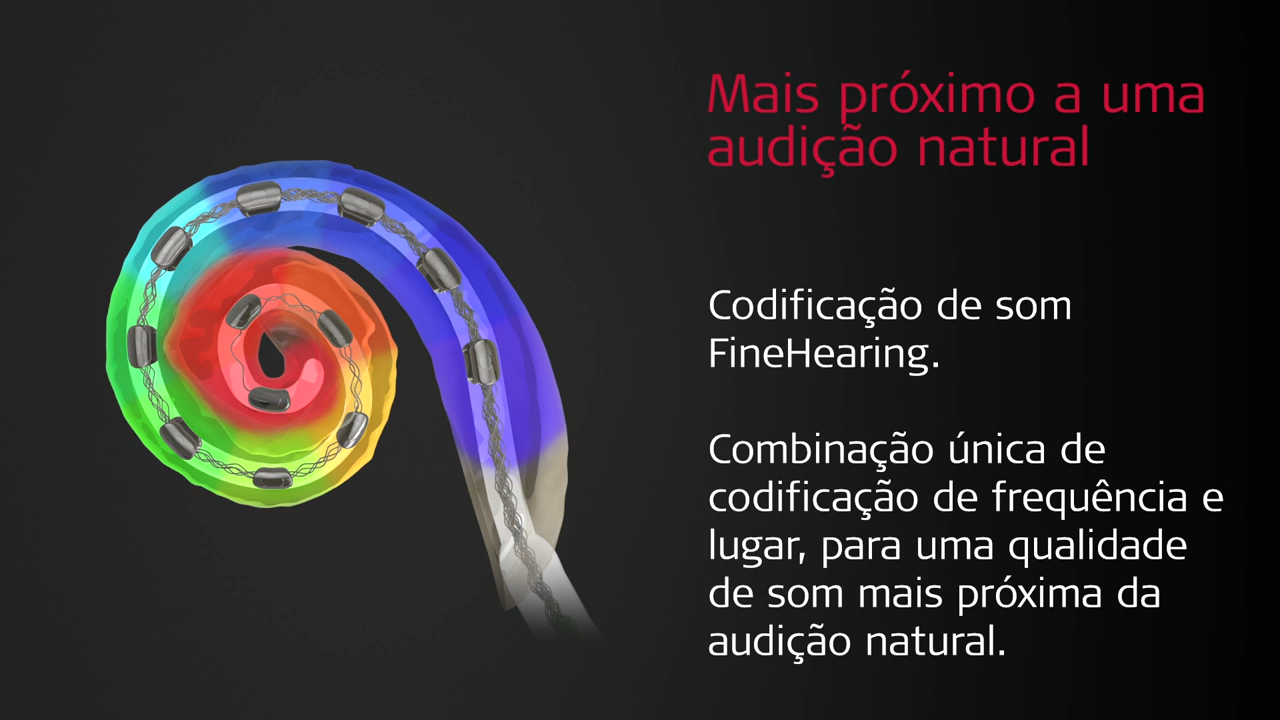 Mais próximo a uma
audição natural
Codificação de som
FineHearing.
Combinação única de
codificação de frequência e
lugar, para uma qualidade
de som mais próxima da
audição natural.